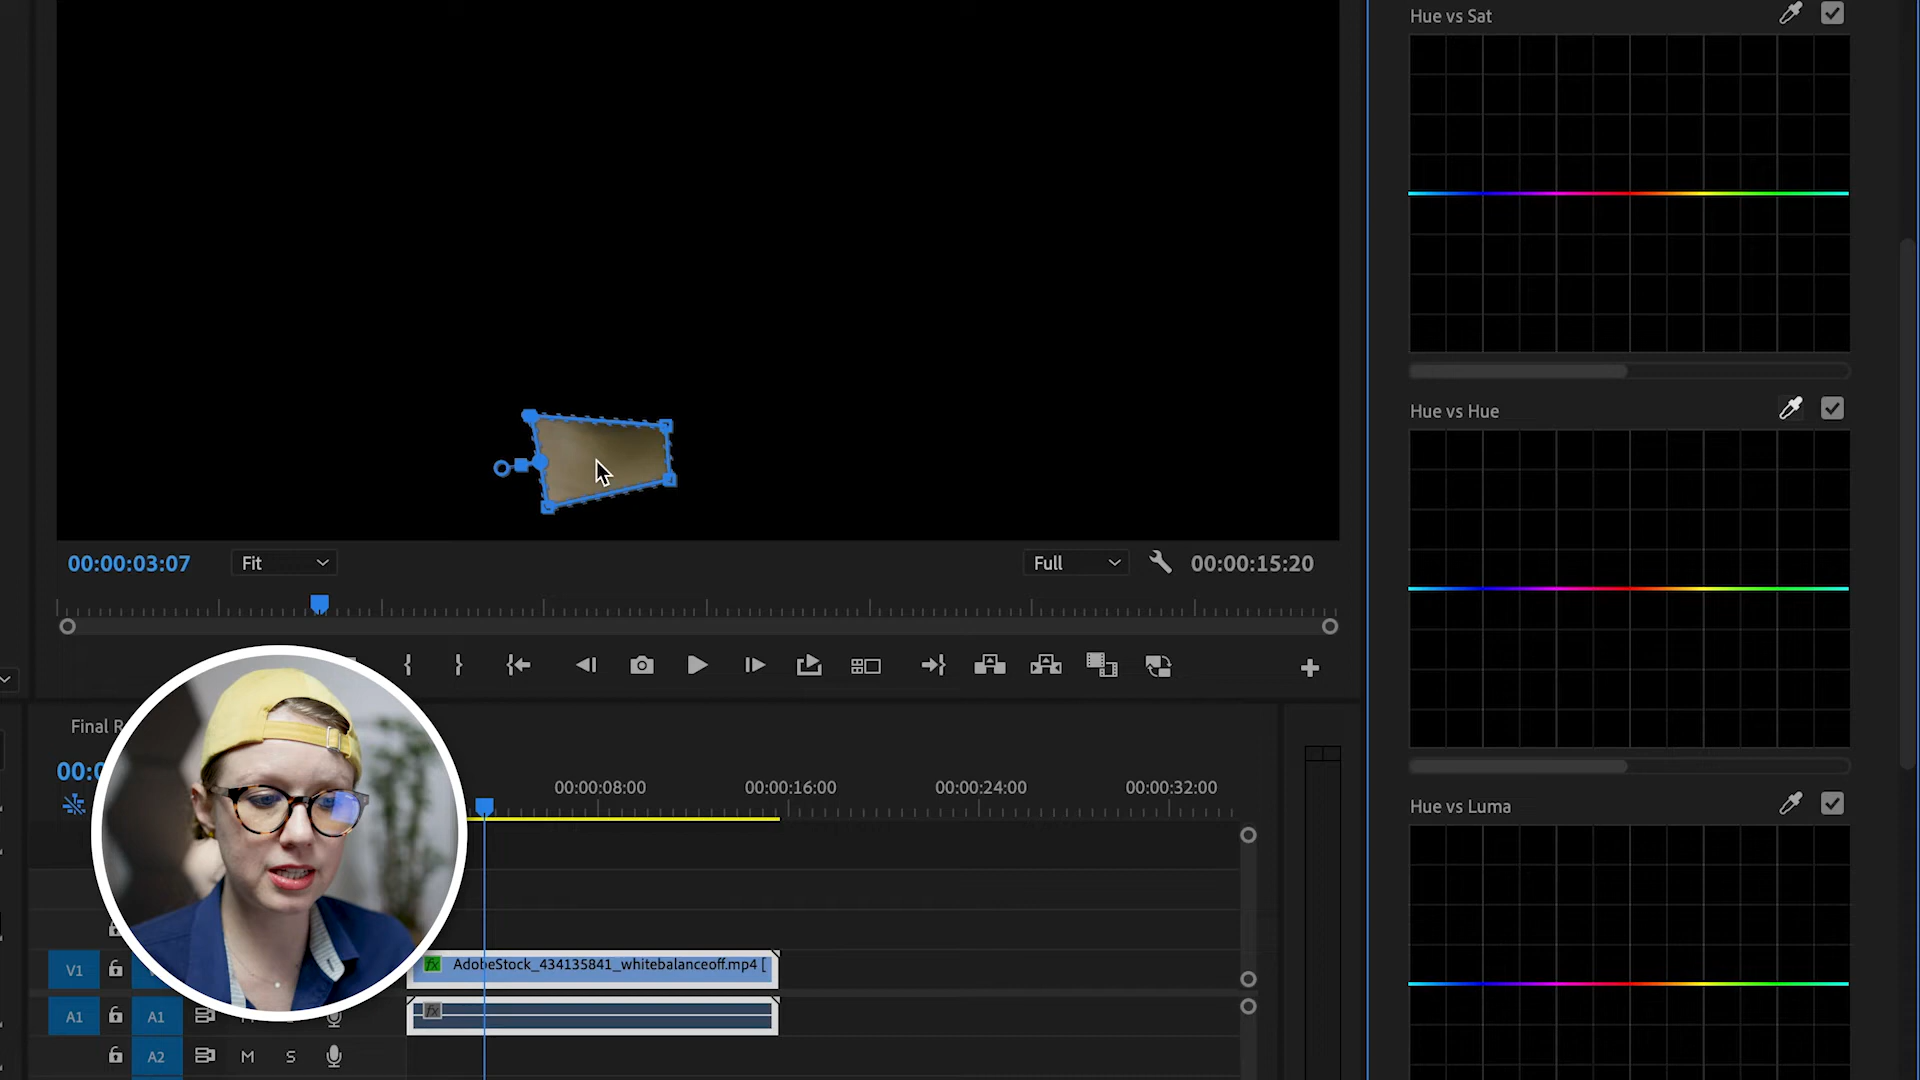 Hue vs Sat
Hue vs Hue
00:00:03:07
Fit
Full
00:00:15:20
Final R
Hue vs Luma
00:0
00:00:08:00
00:00:16:00
00:00:24:00
00:00:32:00
V1
AdobeStock_434135841_whitebalanceoff.mp4 [
A1
A1
A2
M
S